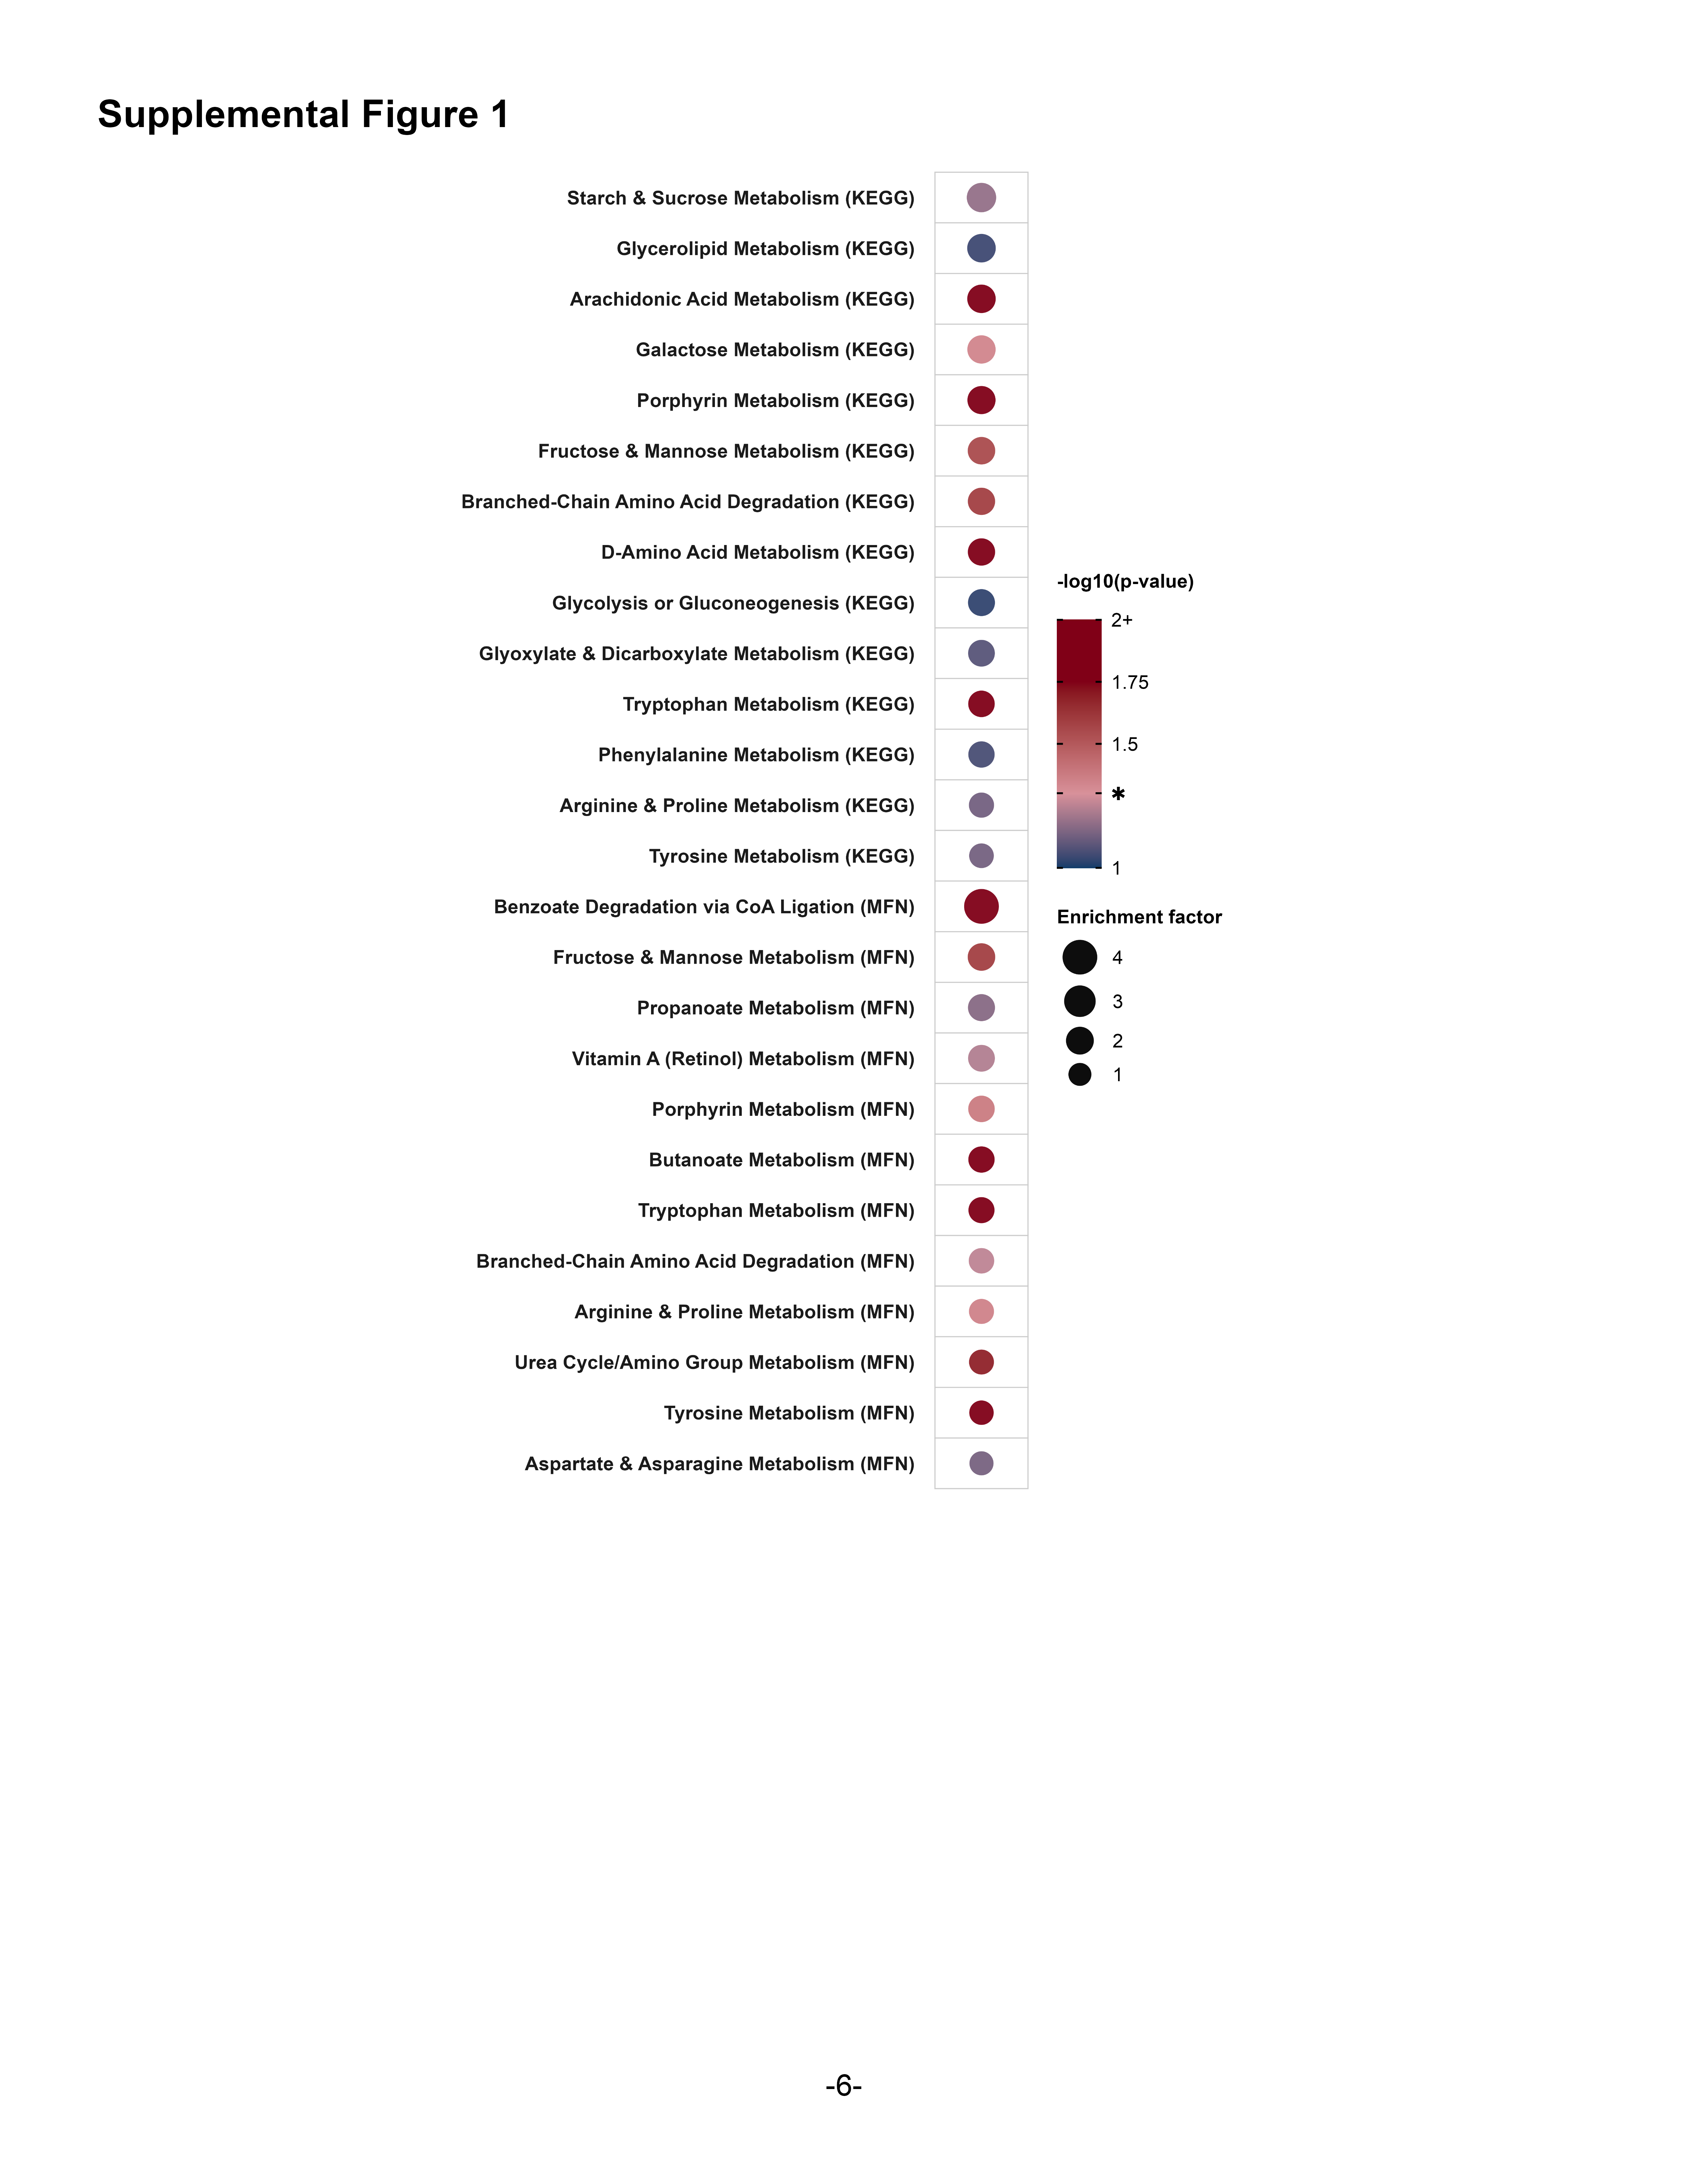 Supplemental Figure 1
Starch & Sucrose Metabolism (KEGG)
Glycerolipid Metabolism (KEGG)
Arachidonic Acid Metabolism (KEGG)
Galactose Metabolism (KEGG)
Porphyrin Metabolism (KEGG)
Fructose & Mannose Metabolism (KEGG)
Branched-Chain Amino Acid Degradation (KEGG)
D-Amino Acid Metabolism (KEGG)
Glycolysis or Gluconeogenesis (KEGG)
Glyoxylate & Dicarboxylate Metabolism (KEGG)
Tryptophan Metabolism (KEGG)
Phenylalanine Metabolism (KEGG)
Arginine & Proline Metabolism (KEGG)
Tyrosine Metabolism (KEGG)
Benzoate Degradation via CoA Ligation (MFN)
Fructose & Mannose Metabolism (MFN)
Propanoate Metabolism (MFN)
Vitamin A (Retinol) Metabolism (MFN)
Porphyrin Metabolism (MFN)
Butanoate Metabolism (MFN)
Tryptophan Metabolism (MFN)
Branched-Chain Amino Acid Degradation (MFN)
Arginine & Proline Metabolism (MFN)
Urea Cycle/Amino Group Metabolism (MFN)
Tyrosine Metabolism (MFN)
Aspartate & Asparagine Metabolism (MFN)
-log10(p-value)
2+
1.75
1.5
*
1
Enrichment factor
4
3
2
1
-6-